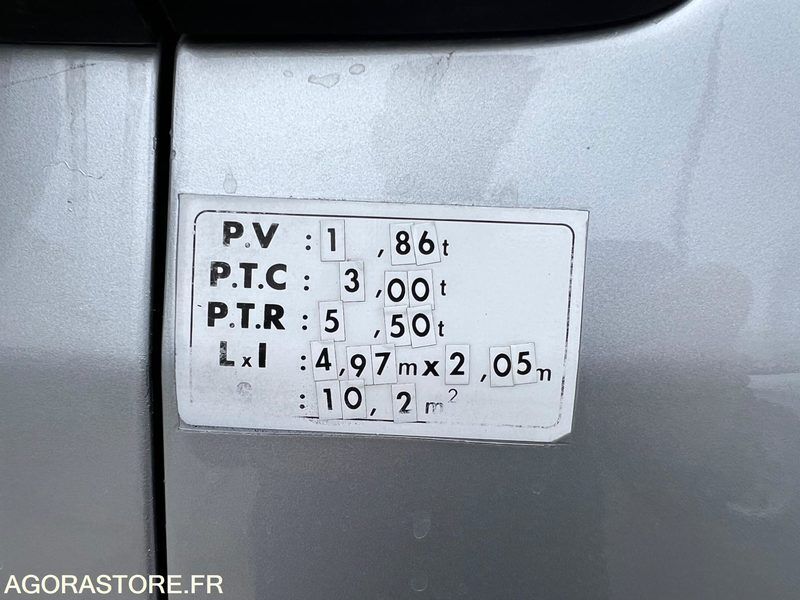 P.V : 1 ,86 t
P.T.C : 3 ,00 t
P.T.R : 5 ,50 t
L x l : 4,97 m x 2 ,05 m
: 10, 2 m²
AGORASTORE.FR